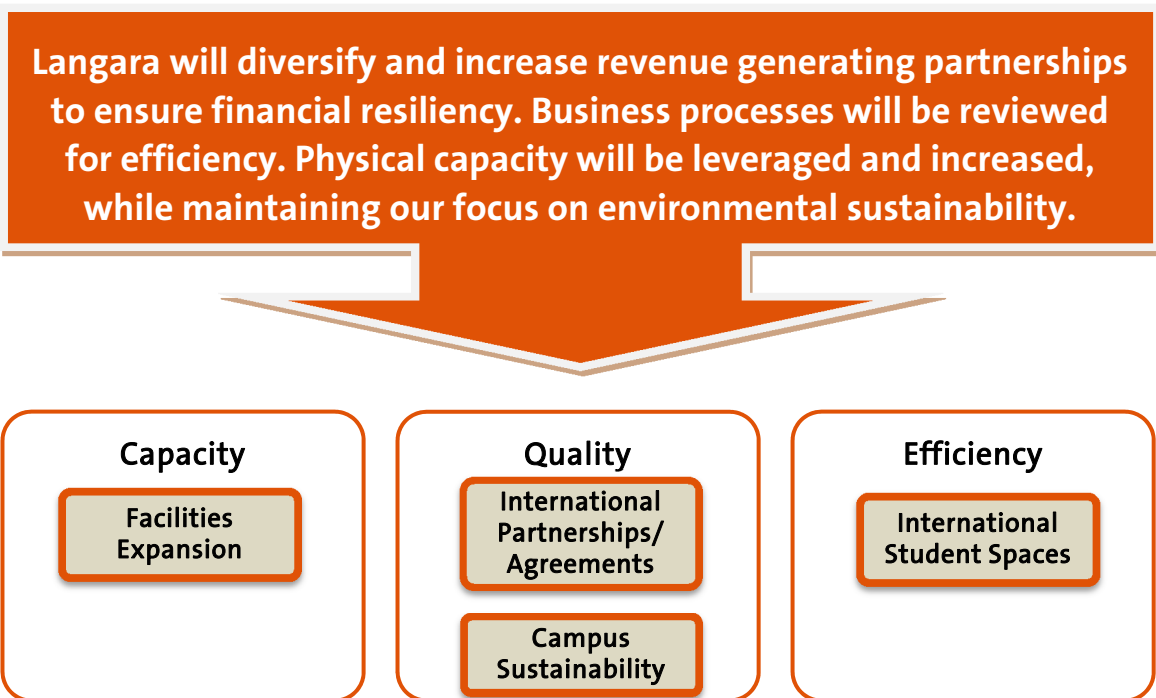 Langara will diversify and increase revenue generating partnerships
to ensure financial resiliency. Business processes will be reviewed
for efficiency. Physical capacity will be leveraged and increased,
while maintaining our focus on environmental sustainability.
Capacity
Facilities
Expansion
Quality
International
Partnerships/
Agreements
Campus
Sustainability
Efficiency
International
Student Spaces